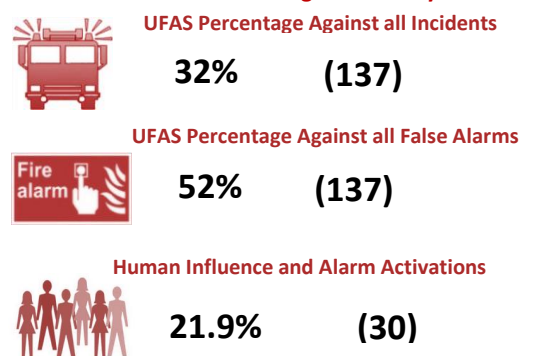 UFAS Percentage Against all Incidents
32% (137)
UFAS Percentage Against all False Alarms
Fire
alarm
52% (137)
Human Influence and Alarm Activations
21.9% (30)